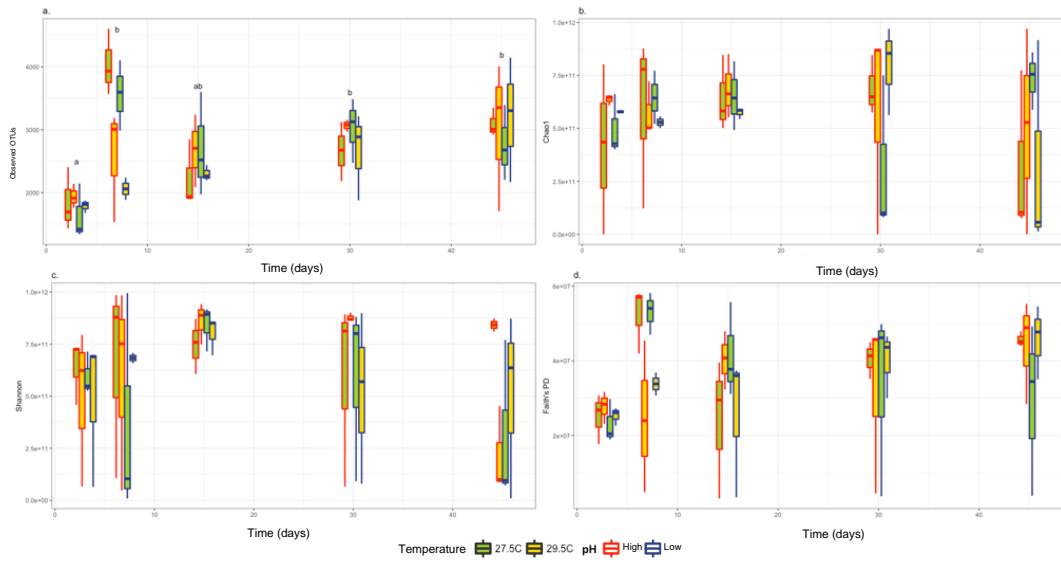 a.
b
b
ab
b
a
4000
3000
2000
Observed OTUs
0
10
20
30
40
Time (days)
b.
1.0e+12
7.5e+11
5.0e+11
2.5e+11
0.0e+00
Chao1
0
10
20
30
40
Time (days)
c.
1.0e+12
7.5e+11
5.0e+11
2.5e+11
0.0e+00
Shannon
0
10
20
30
40
Time (days)
d.
6e+07
4e+07
2e+07
Faith's PD
0
10
20
30
40
Time (days)
Temperature 27.5C 29.5C pH High Low